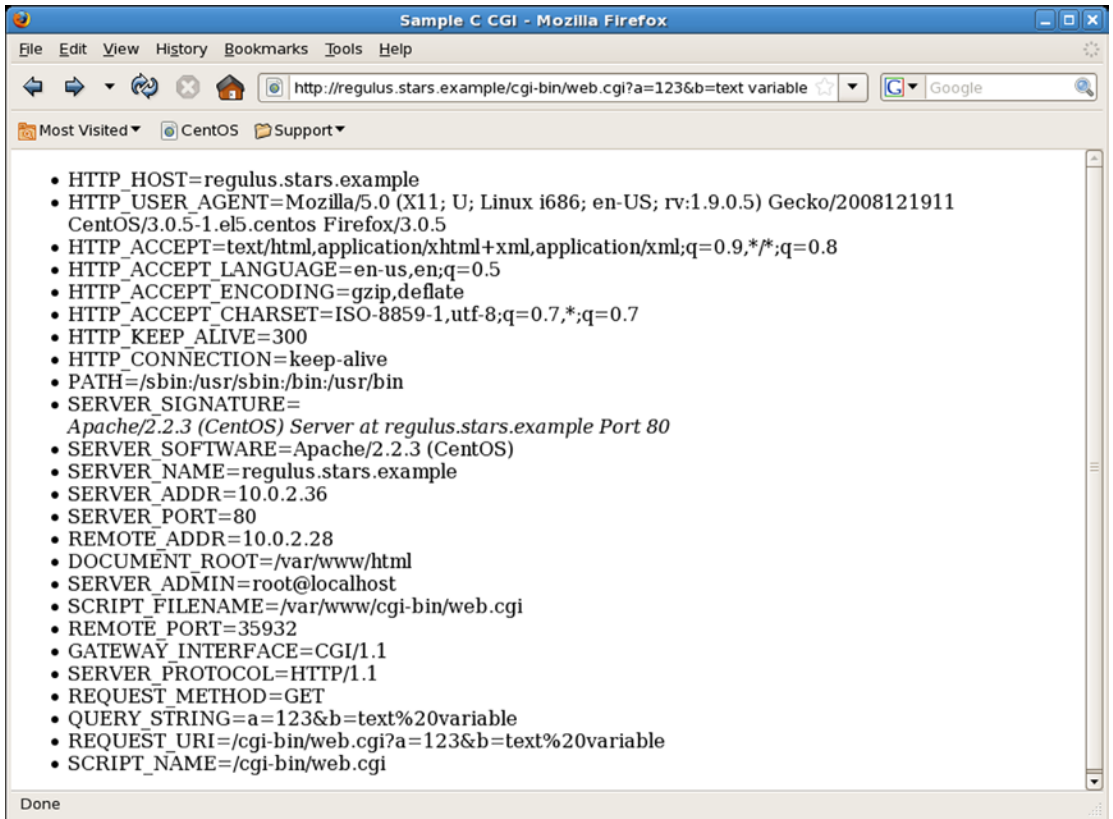 Sample C CGI - Mozilla Firefox
File Edit View History Bookmarks Tools Help
http://regulus.stars.example/cgi-bin/web.cgi?a=123&b=text variable
G Google
Most Visited CentOS Support
• HTTP_HOST=regulus.stars.example
• HTTP_USER_AGENT=Mozilla/5.0 (X11; U; Linux i686; en-US; rv:1.9.0.5) Gecko/2008121911
CentOS/3.0.5-1.el5.centos Firefox/3.0.5
• HTTP_ACCEPT=text/html,application/xhtml+xml,application/xml;q=0.9,*/*;q=0.8
• HTTP_ACCEPT_LANGUAGE=en-us,en;q=0.5
• HTTP_ACCEPT_ENCODING=gzip,deflate
• HTTP_ACCEPT_CHARSET=ISO-8859-1,utf-8;q=0.7,*;q=0.7
• HTTP_KEEP_ALIVE=300
• HTTP_CONNECTION=keep-alive
• PATH=/sbin:/usr/sbin:/bin:/usr/bin
• SERVER_SIGNATURE=
Apache/2.2.3 (CentOS) Server at regulus.stars.example Port 80
• SERVER_SOFTWARE=Apache/2.2.3 (CentOS)
• SERVER_NAME=regulus.stars.example
• SERVER_ADDR=10.0.2.36
• SERVER_PORT=80
• REMOTE_ADDR=10.0.2.28
• DOCUMENT_ROOT=/var/www/html
• SERVER_ADMIN=root@localhost
• SCRIPT_FILENAME=/var/www/cgi-bin/web.cgi
• REMOTE_PORT=35932
• GATEWAY_INTERFACE=CGI/1.1
• SERVER_PROTOCOL=HTTP/1.1
• REQUEST_METHOD=GET
• QUERY_STRING=a=123&b=text%20variable
• REQUEST_URI=/cgi-bin/web.cgi?a=123&b=text%20variable
• SCRIPT_NAME=/cgi-bin/web.cgi
Done